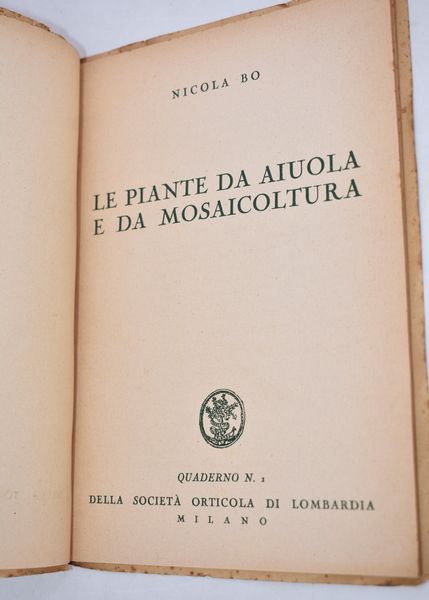 NICOLA BO
LE PIANTE DA AIUOLA
E DA MOSAICOLTURA
QUADERNO N. 1
DELLA SOCIETÀ ORTICOLA DI LOMBARDIA
MILANO